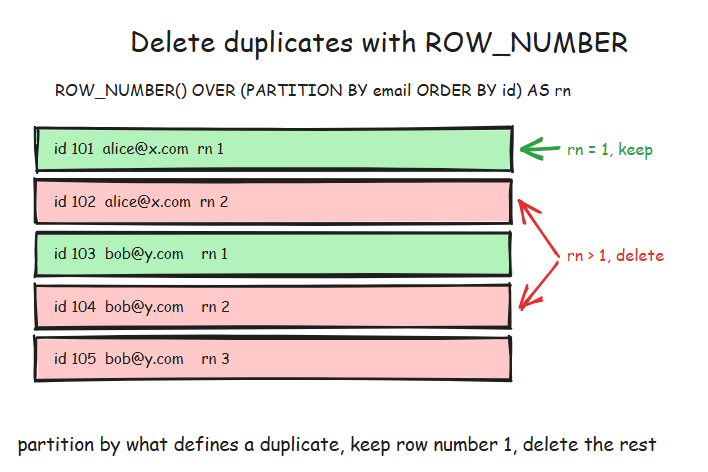 Delete duplicates with ROW_NUMBER
ROW_NUMBER() OVER (PARTITION BY email ORDER BY id) AS rn
id 101 alice@x.com rn 1
rn = 1, keep
id 102 alice@x.com rn 2
id 103 bob@y.com rn 1
rn > 1, delete
id 104 bob@y.com rn 2
id 105 bob@y.com rn 3
partition by what defines a duplicate, keep row number 1, delete the rest